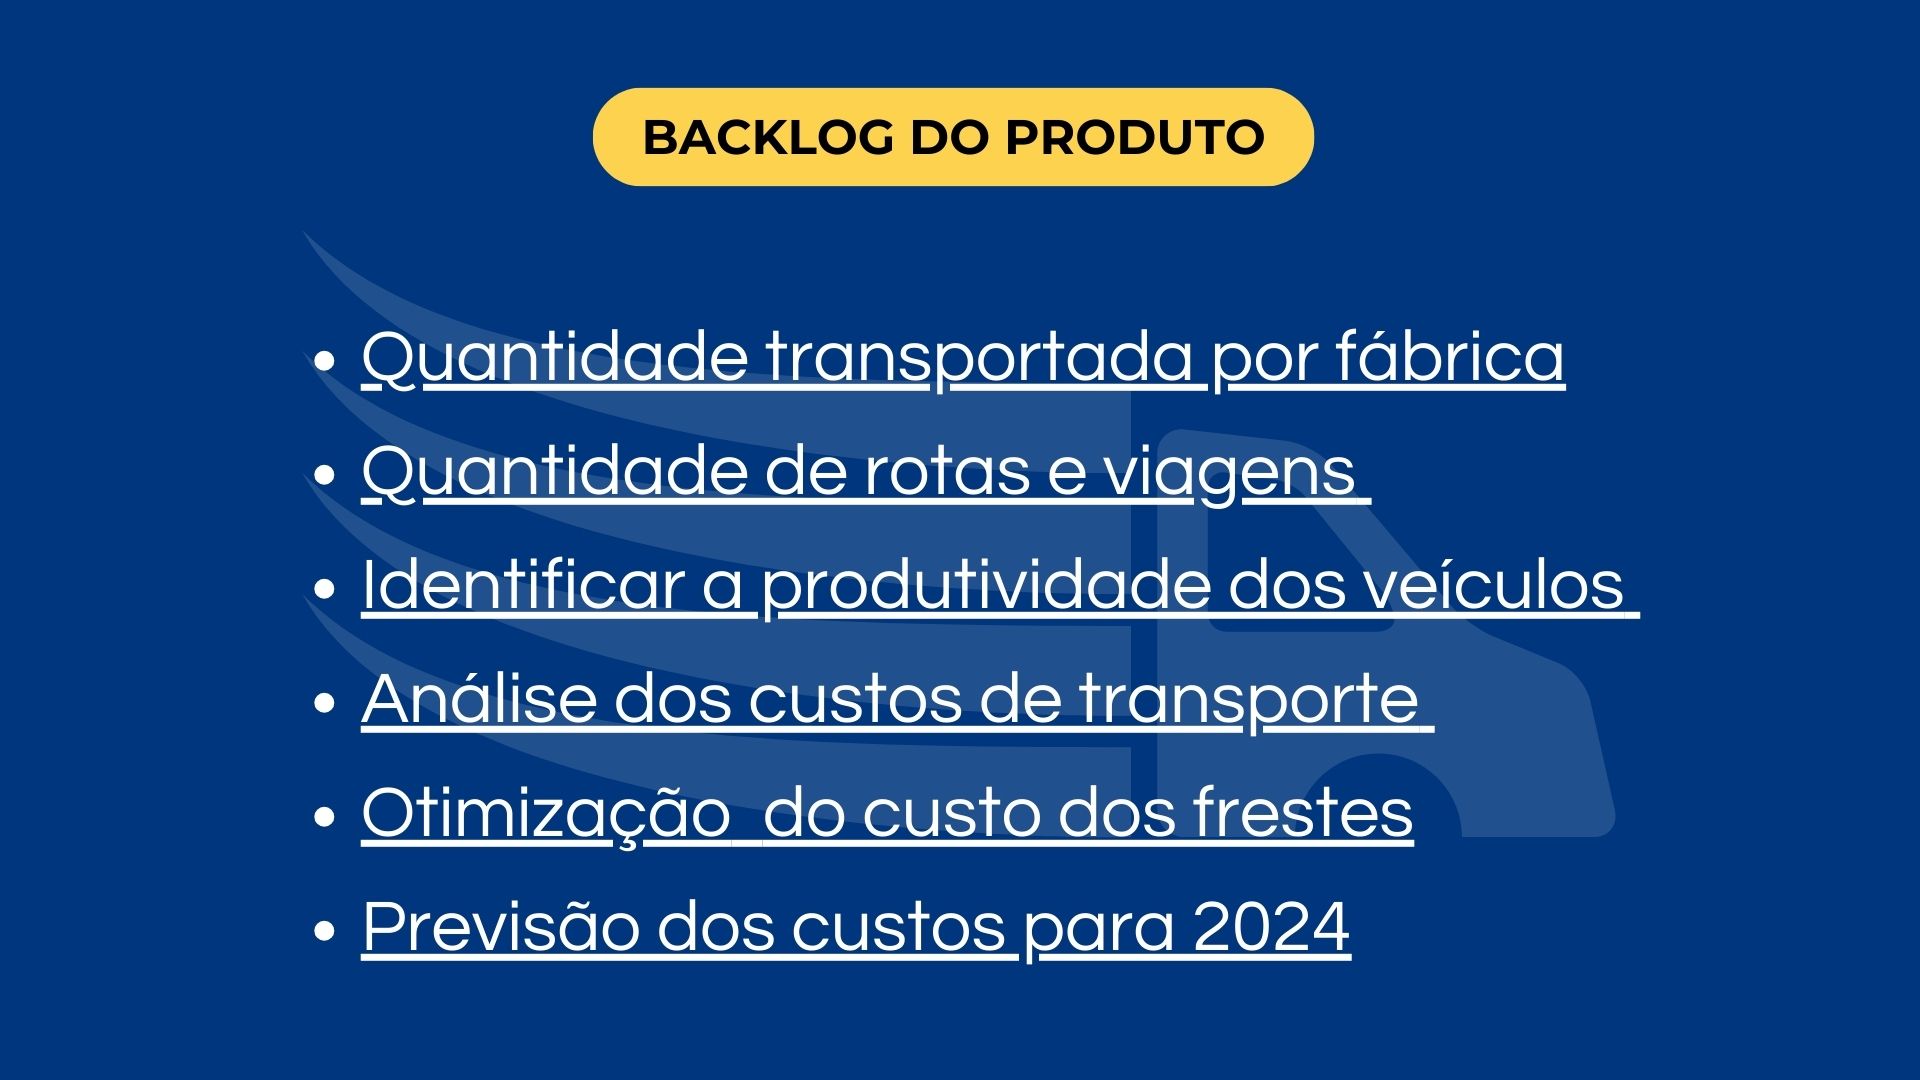 BACKLOG DO PRODUTO
• Quantidade transportada por fábrica
• Quantidade de rotas e viagens
• Identificar a produtividade dos veículos
• Análise dos custos de transporte
• Otimização  do custo dos frestes
• Previsão dos custos para 2024